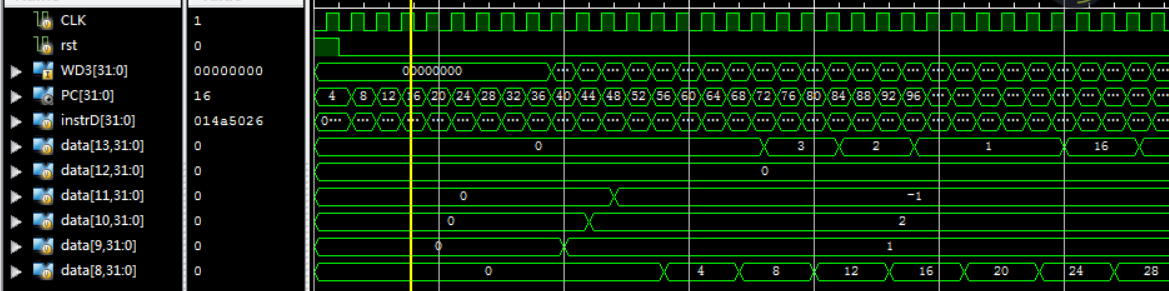 CLK 1
rst 0
WD3[31:0] 00000000 00000000 ... ... ... ... ... ... ... ... ... ... ... ... ... ... ... ... ... ... ... ... ... ... ... ...
PC[31:0] 16 4 8 12 16 20 24 28 32 36 40 44 48 52 56 60 64 68 72 76 80 84 88 92 96 ... ... ... ... ... ... ... ... ... ...
instrD[31:0] 014a5026 0... ... ... ... ... ... ... ... ... ... ... ... ... ... ... ... ... ... ... ... ... ... ... ... ... ... ... ... ... ... ... ... ... ...
data[13,31:0] 0 0 3 2 1 16
data[12,31:0] 0 0
data[11,31:0] 0 0 -1
data[10,31:0] 0 0 2
data[9,31:0] 0 0 1
data[8,31:0] 0 0 4 8 12 16 20 24 28